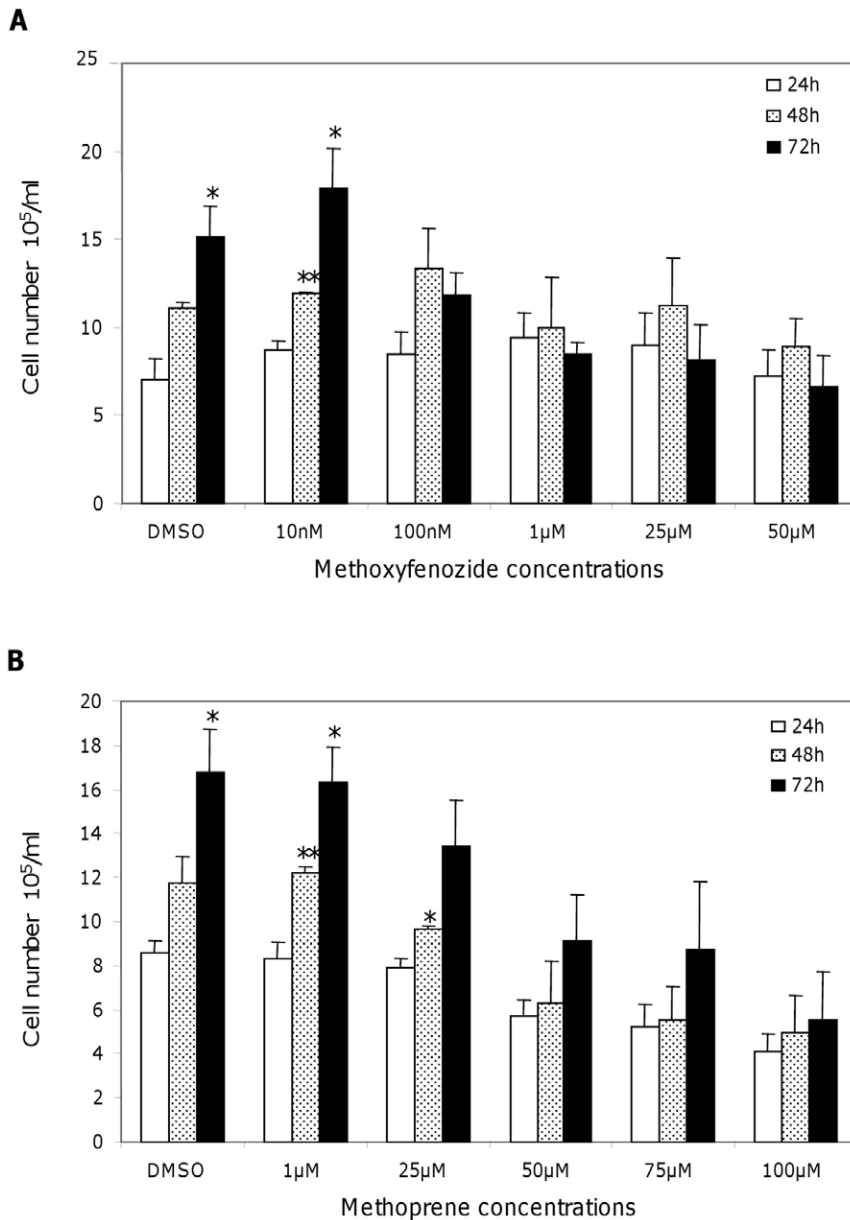 A
25
20
15
10
5
0
Cell number 10⁵/ml
24h
48h
72h
*
**
*
DMSO 10nM 100nM 1µM 25µM 50µM
Methoxyfenozide concentrations
B
20
18
16
14
12
10
8
6
4
2
0
Cell number 10⁵/ml
24h
48h
72h
*
**
*
*
DMSO 1µM 25µM 50µM 75µM 100µM
Methoprene concentrations